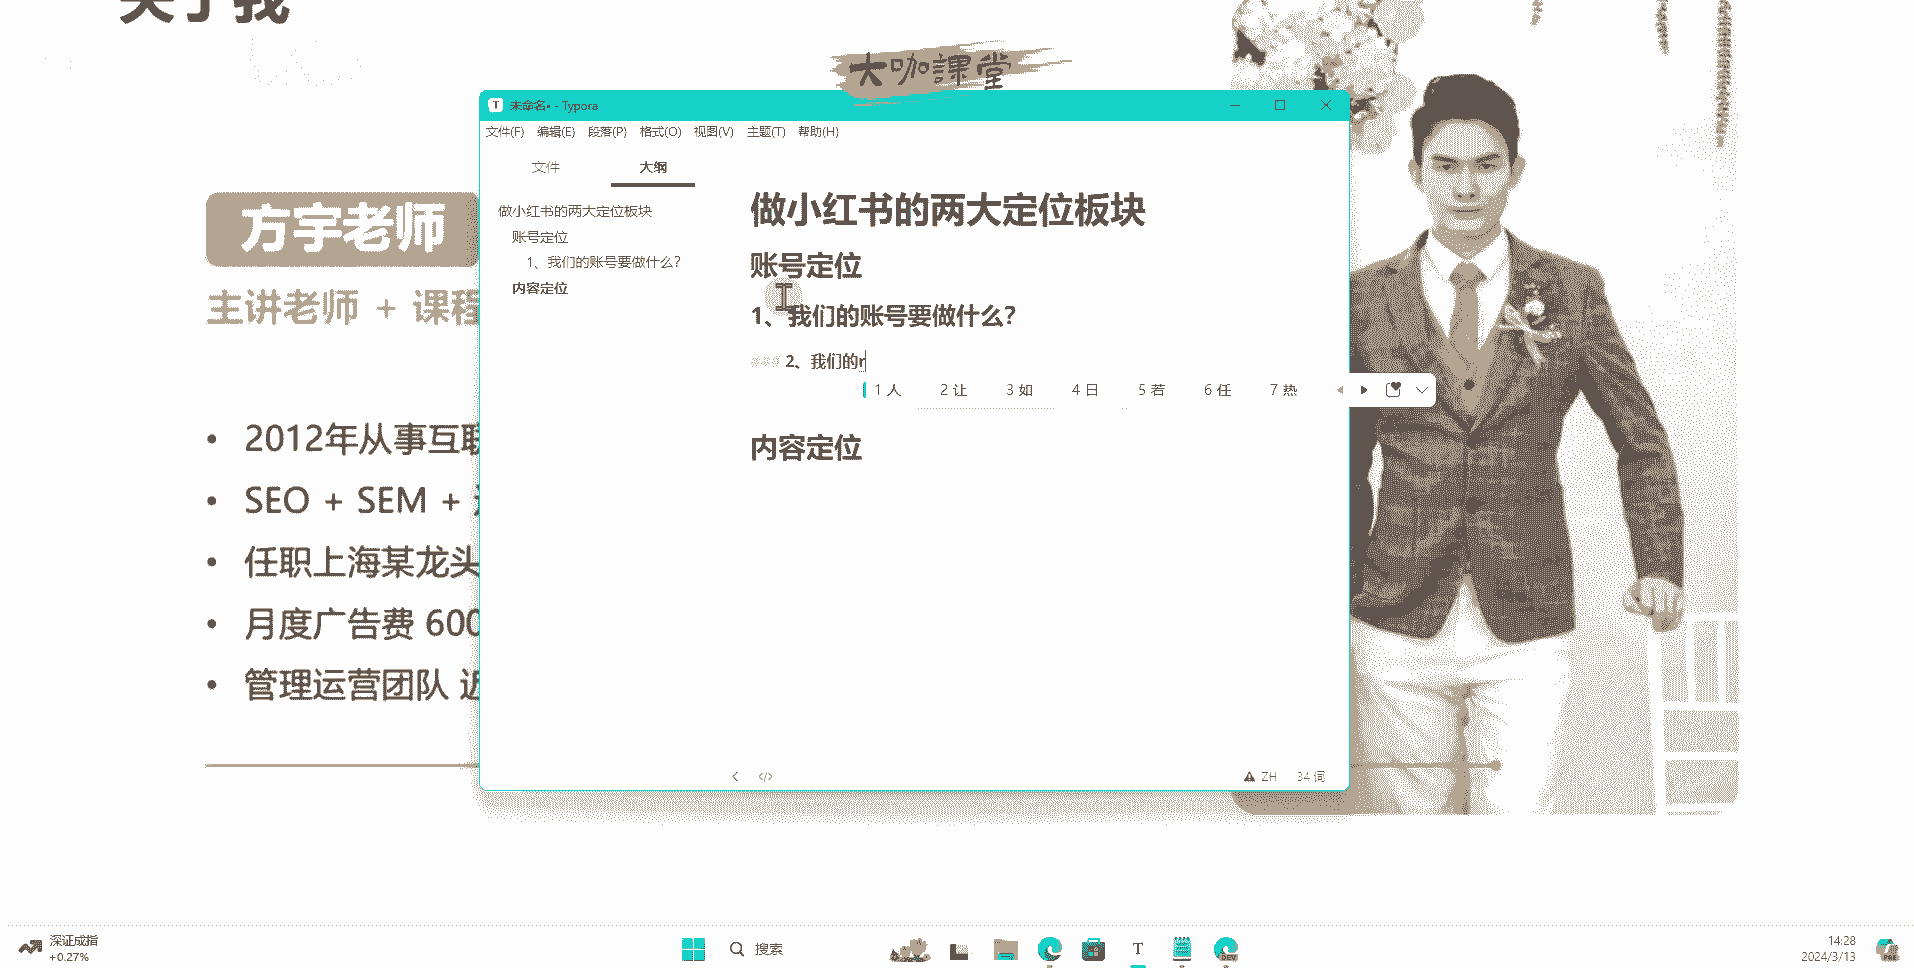 关于我
大咖課堂
未命名• - Typora
文件(F) 编辑(E) 段落(P) 格式(O) 视图(V) 主题(T) 帮助(H)
文件 大纲
做小红书的两大定位板块
账号定位
1、我们的账号要做什么？
内容定位
做小红书的两大定位板块
账号定位
1、我们的账号要做什么？
### 2、我们的r
1 人 2 让 3 如 4 日 5 若 6 任 7 热
内容定位
ZH 34 词
方宇老师
主讲老师 + 课程
• 2012年从事互联
• SEO + SEM +
• 任职上海某龙头
• 月度广告费 600
• 管理运营团队 近
深证成指
+0.27%
搜索
T
DEV
14:28
2024/3/13
PRE